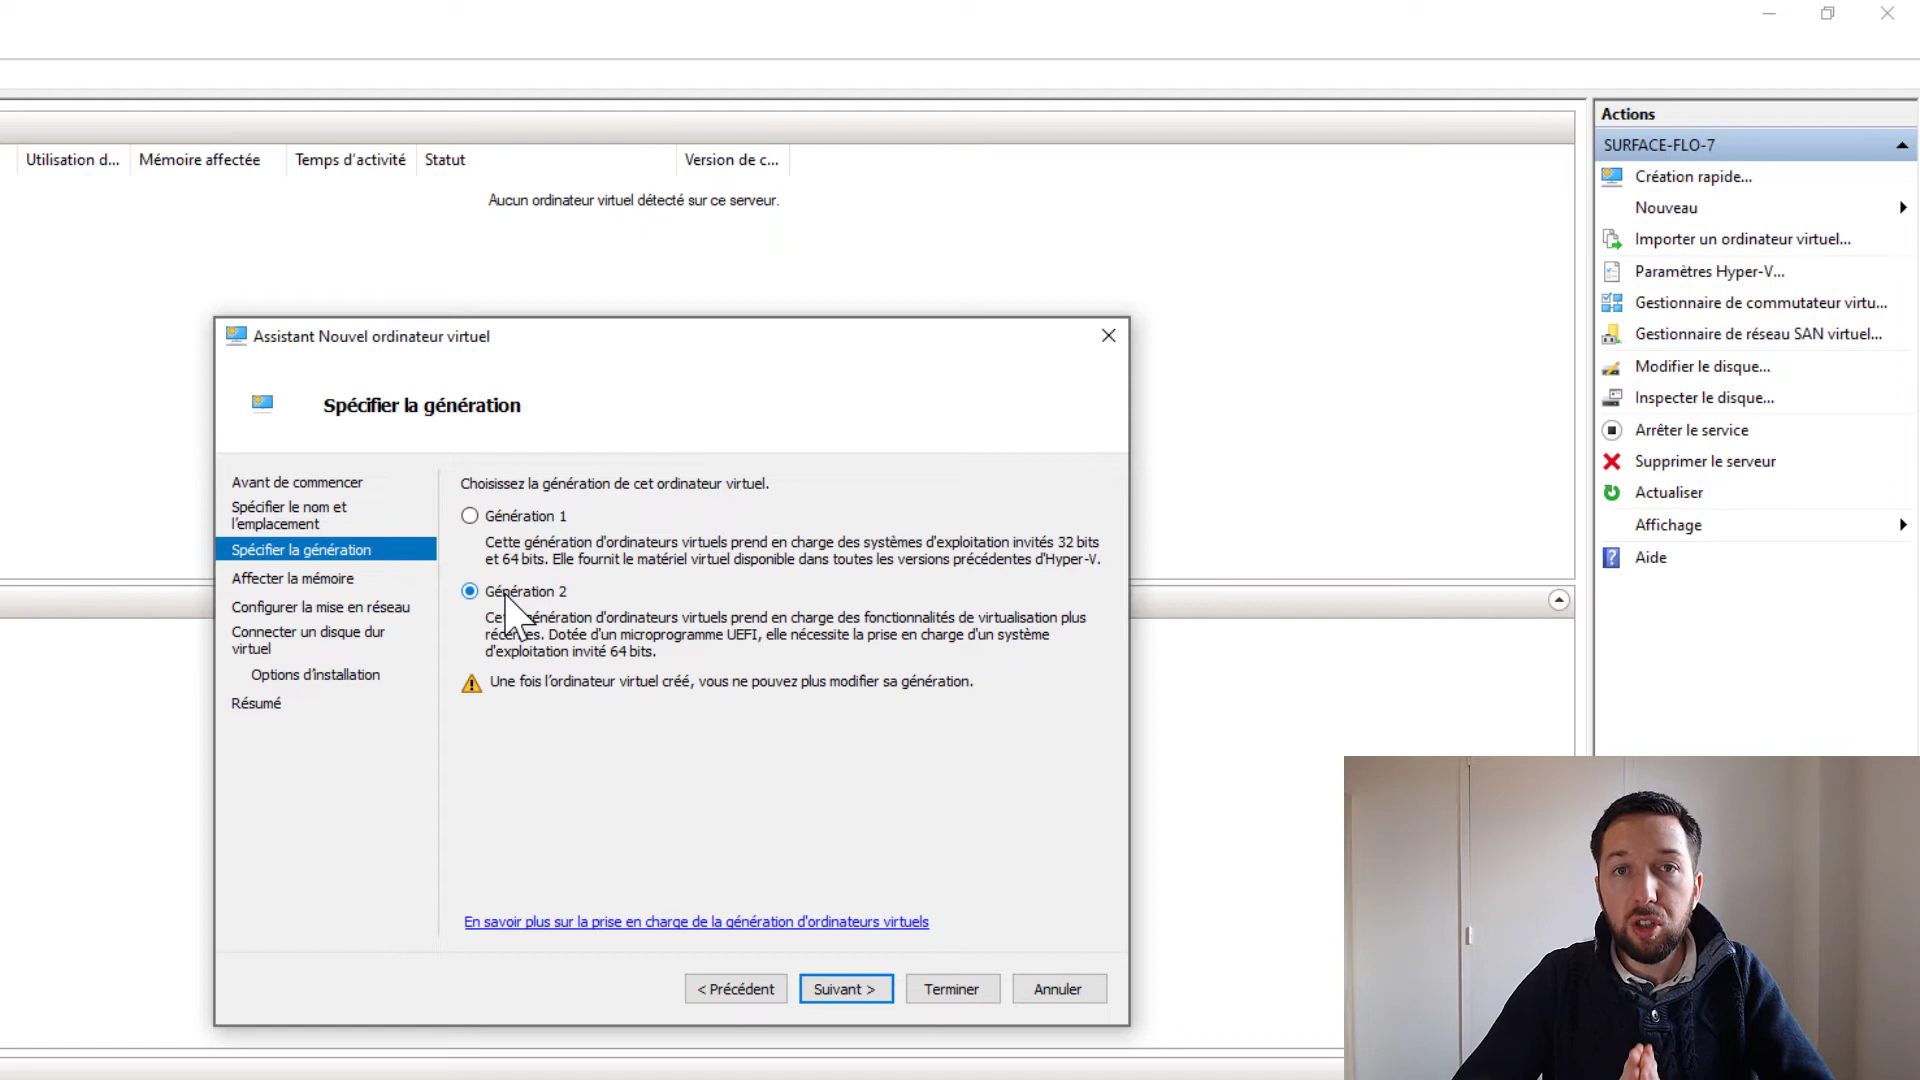 Utilisation d... Mémoire affectée Temps d'activité Statut Version de c...
Aucun ordinateur virtuel détecté sur ce serveur.
Actions
SURFACE-FLO-7
Création rapide...
Nouveau
Importer un ordinateur virtuel...
Paramètres Hyper-V...
Gestionnaire de commutateur virtu...
Gestionnaire de réseau SAN virtuel...
Modifier le disque...
Inspecter le disque...
Arrêter le service
Supprimer le serveur
Actualiser
Affichage
Aide
Assistant Nouvel ordinateur virtuel
Spécifier la génération
Avant de commencer
Spécifier le nom et
l'emplacement
Spécifier la génération
Affecter la mémoire
Configurer la mise en réseau
Connecter un disque dur
virtuel
Options d'installation
Résumé
Choisissez la génération de cet ordinateur virtuel.
Génération 1
Cette génération d'ordinateurs virtuels prend en charge des systèmes d'exploitation invités 32 bits
et 64 bits. Elle fournit le matériel virtuel disponible dans toutes les versions précédentes d'Hyper-V.
Génération 2
génération d'ordinateurs virtuels prend en charge des fonctionnalités de virtualisation plus
récentes. Dotée d'un microprogramme UEFI, elle nécessite la prise en charge d'un système
d'exploitation invité 64 bits.
Une fois l'ordinateur virtuel créé, vous ne pouvez plus modifier sa génération.
En savoir plus sur la prise en charge de la génération d'ordinateurs virtuels
< Précédent Suivant > Terminer Annuler